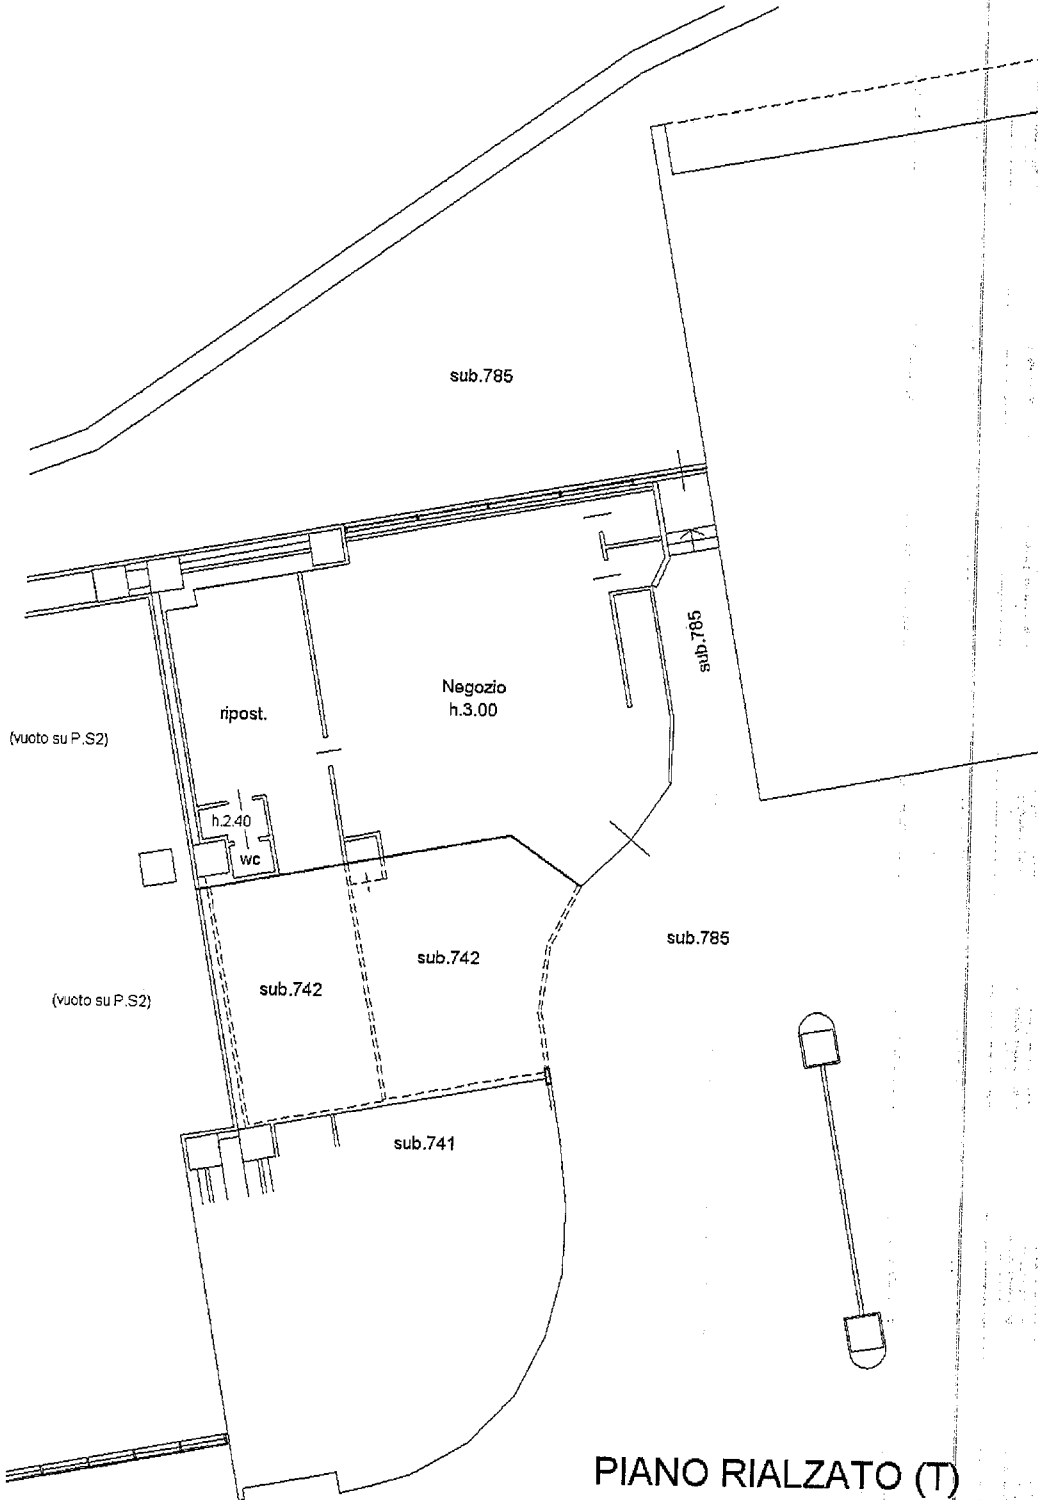 sub.785
sub.785
Negozio
h.3.00
ripost.
(vuoto su P.S2)
h.2.40
wc
sub.785
sub.742
sub.742
(vuoto su P.S2)
sub.741
PIANO RIALZATO (T)